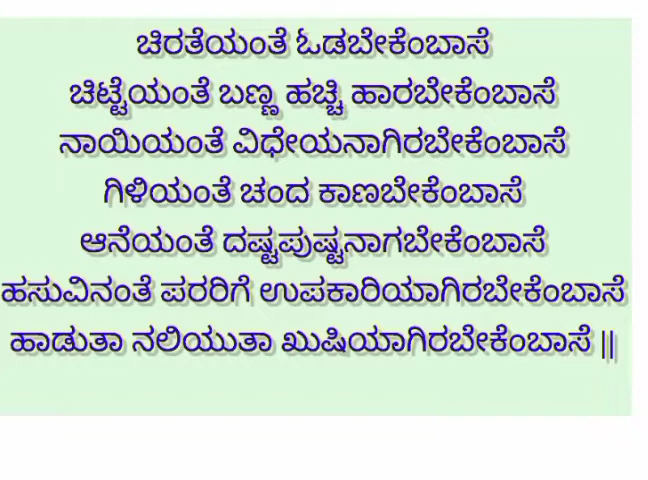 ಚಿರತೆಯಂತೆ ಓಡಬೇಕೆಂಬಾಸೆ
ಚಿಟ್ಟೆಯಂತೆ ಬಣ್ಣ ಹಚ್ಚಿ ಹಾರಬೇಕೆಂಬಾಸೆ
ನಾಯಿಯಂತೆ ವಿಧೇಯನಾಗಿರಬೇಕೆಂಬಾಸೆ
ಗಿಳಿಯಂತೆ ಚಂದ ಕಾಣಬೇಕೆಂಬಾಸೆ
ಆನೆಯಂತೆ ದಷ್ಟಪುಷ್ಟನಾಗಬೇಕೆಂಬಾಸೆ
ಹಸುವಿನಂತೆ ಪರರಿಗೆ ಉಪಕಾರಿಯಾಗಿರಬೇಕೆಂಬಾಸೆ
ಹಾಡುತಾ ನಲಿಯುತಾ ಖುಷಿಯಾಗಿರಬೇಕೆಂಬಾಸೆ ||